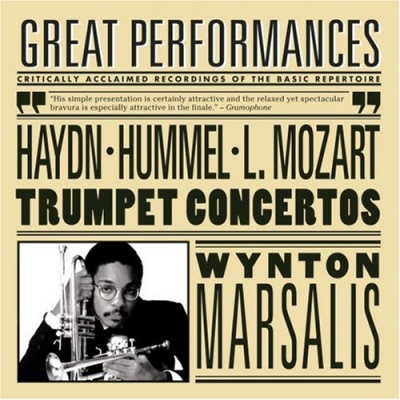 GREAT PERFORMANCES
CRITICALLY ACCLAIMED RECORDINGS OF THE BASIC REPERTOIRE
"His simple presentation is certainly attractive and the relaxed yet spectacular
bravura is especially attractive in the finale." – Gramophone
HAYDN · HUMMEL · L. MOZART
TRUMPET CONCERTOS
WYNTON
MARSALIS